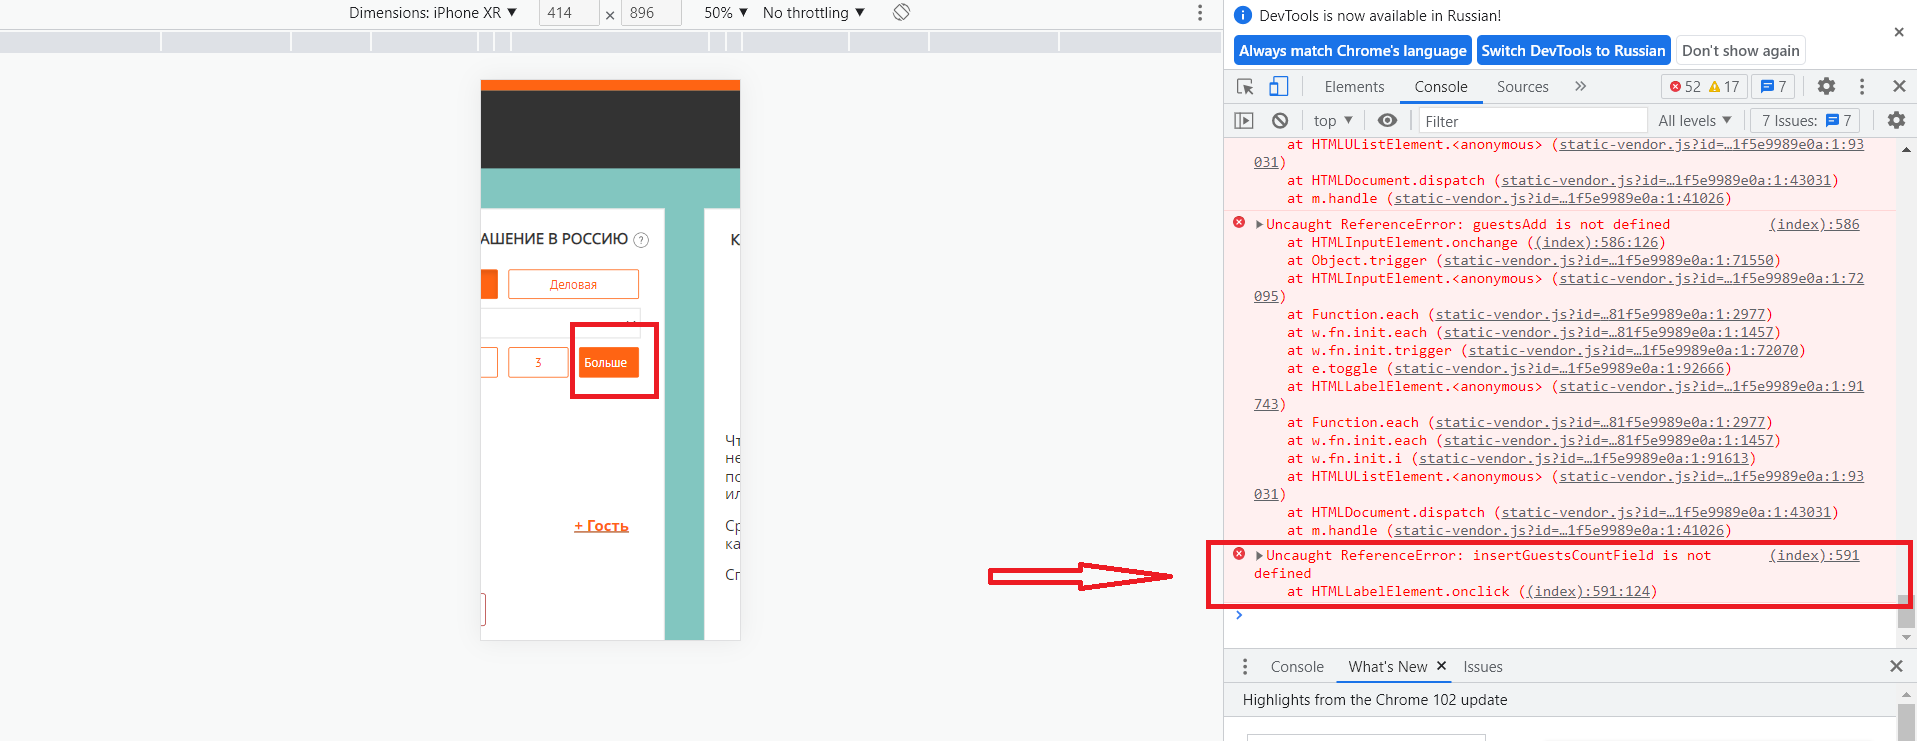 Dimensions: iPhone XR ▼ 414 × 896 50% ▼ No throttling ▼
АШЕНИЕ В РОССИЮ ?
К
Деловая
3
Больше
Чт
не
по
ил
+ Гость
Ср
ка
Сп
DevTools is now available in Russian!
Always match Chrome's language Switch DevTools to Russian Don't show again
Elements Console Sources » 52 17 7
top ▼ Filter All levels ▼ 7 Issues: 7
at HTMLUListElement.<anonymous> (static-vendor.js?id=…1f5e9989e0a:1:93
031)
at HTMLDocument.dispatch (static-vendor.js?id=…1f5e9989e0a:1:43031)
at m.handle (static-vendor.js?id=…1f5e9989e0a:1:41026)
Uncaught ReferenceError: guestsAdd is not defined (index):586
at HTMLInputElement.onchange ((index):586:126)
at Object.trigger (static-vendor.js?id=…1f5e9989e0a:1:71550)
at HTMLInputElement.<anonymous> (static-vendor.js?id=…1f5e9989e0a:1:72
095)
at Function.each (static-vendor.js?id=…81f5e9989e0a:1:2977)
at w.fn.init.each (static-vendor.js?id=…81f5e9989e0a:1:1457)
at w.fn.init.trigger (static-vendor.js?id=…1f5e9989e0a:1:72070)
at e.toggle (static-vendor.js?id=…1f5e9989e0a:1:92666)
at HTMLLabelElement.<anonymous> (static-vendor.js?id=…1f5e9989e0a:1:91
743)
at Function.each (static-vendor.js?id=…81f5e9989e0a:1:2977)
at w.fn.init.each (static-vendor.js?id=…81f5e9989e0a:1:1457)
at w.fn.init.i (static-vendor.js?id=…1f5e9989e0a:1:91613)
at HTMLUListElement.<anonymous> (static-vendor.js?id=…1f5e9989e0a:1:93
031)
at HTMLDocument.dispatch (static-vendor.js?id=…1f5e9989e0a:1:43031)
at m.handle (static-vendor.js?id=…1f5e9989e0a:1:41026)
Uncaught ReferenceError: insertGuestsCountField is not (index):591
defined
at HTMLLabelElement.onclick ((index):591:124)
Console What's New Issues
Highlights from the Chrome 102 update